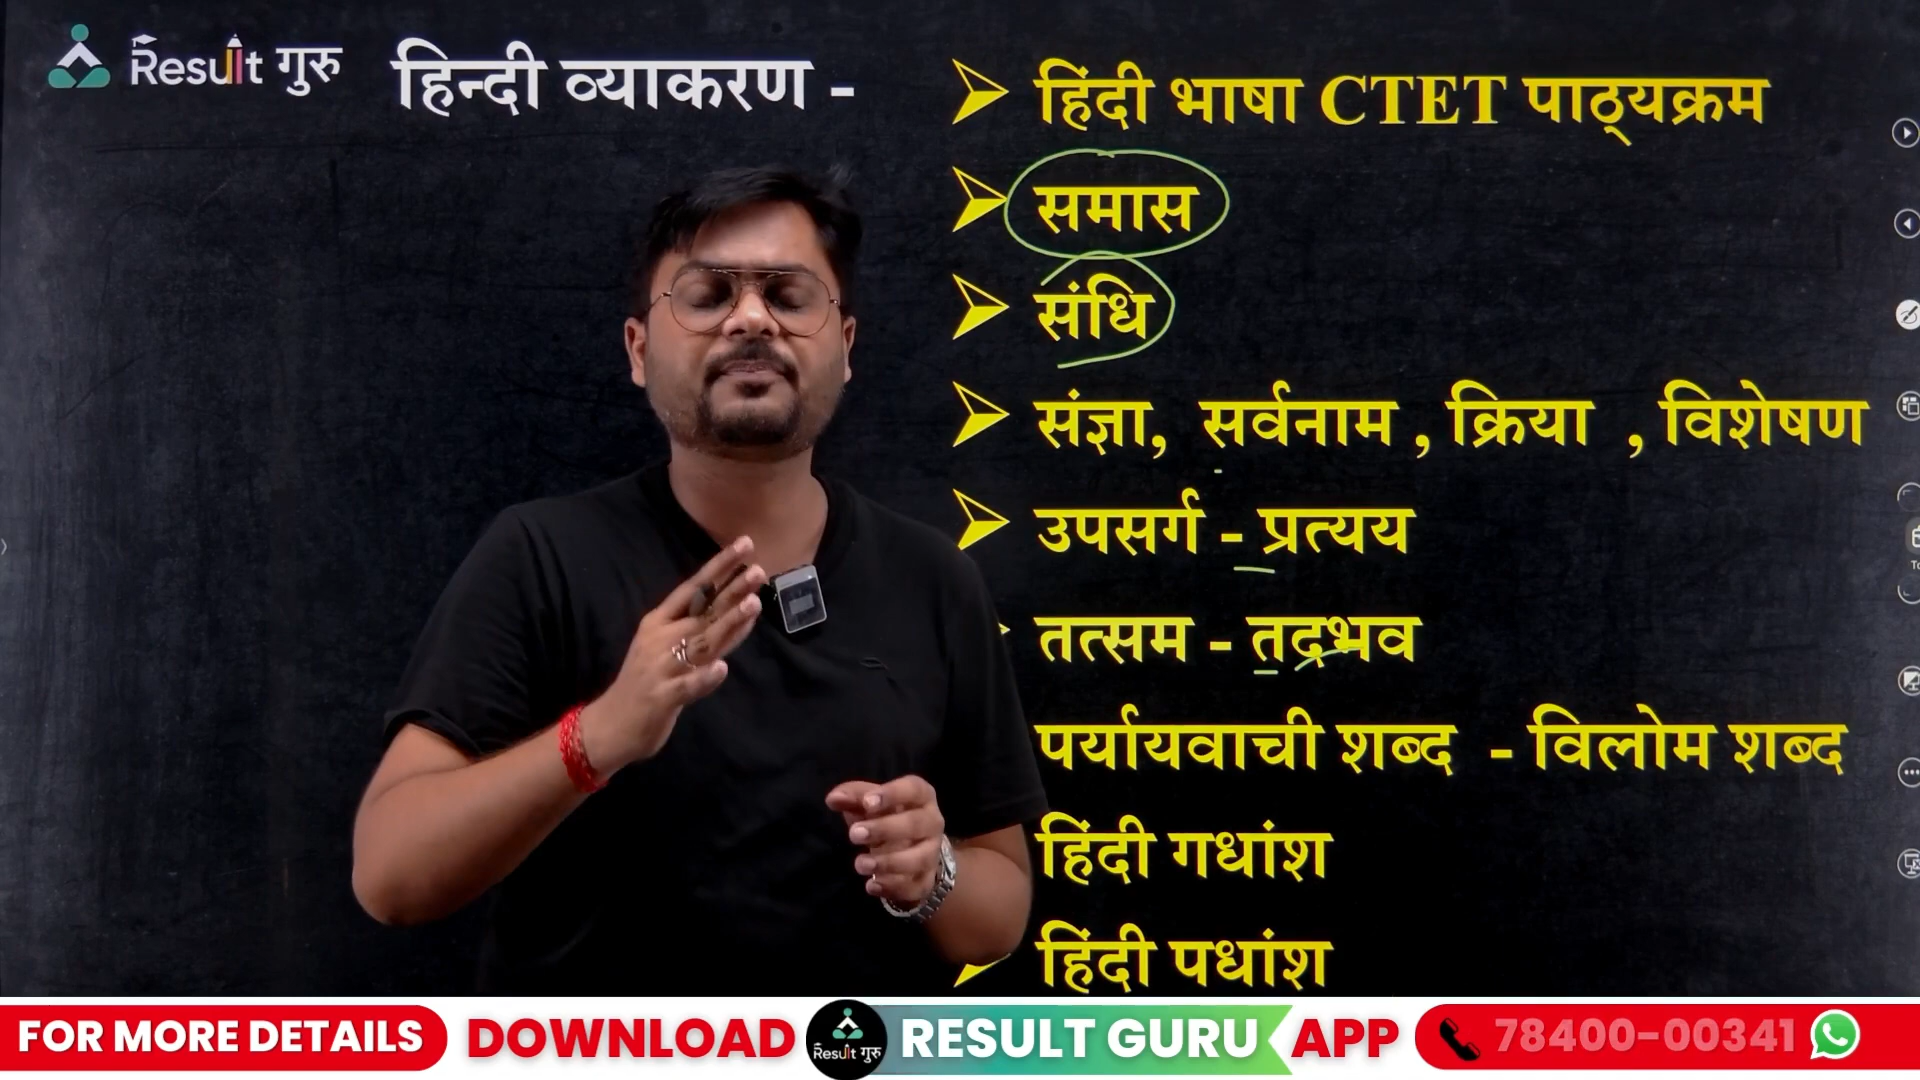 Result गुरु
हिन्दी व्याकरण -
हिंदी भाषा CTET पाठ्यक्रम
समास
संधि
संज्ञा, सर्वनाम , क्रिया , विशेषण
उपसर्ग - प्रत्यय
तत्सम - तद्भव
पर्यायवाची शब्द - विलोम शब्द
हिंदी गधांश
हिंदी पधांश
FOR MORE DETAILS DOWNLOAD Result गुरु RESULT GURU APP 78400-00341